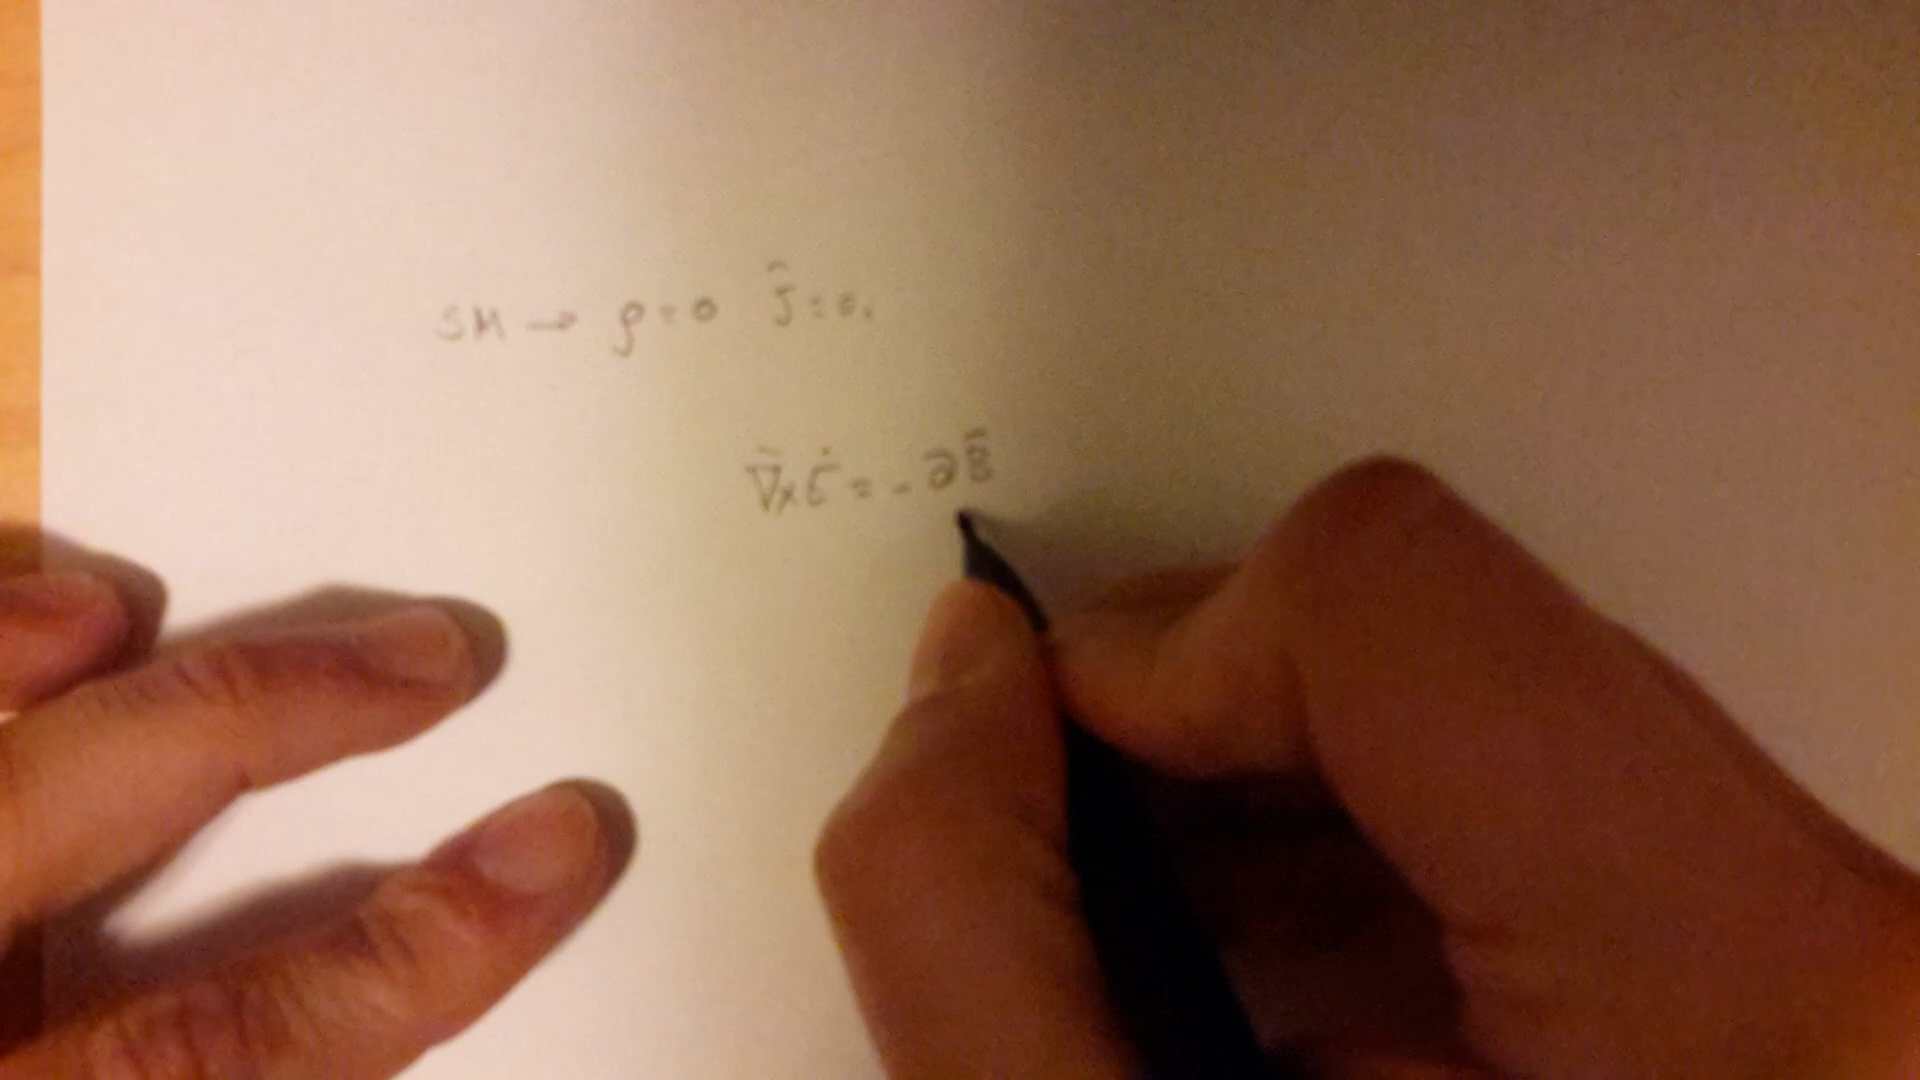 SM → ρ = 0 J̄ = 0.
∇̄ x Ē = - ∂B̄